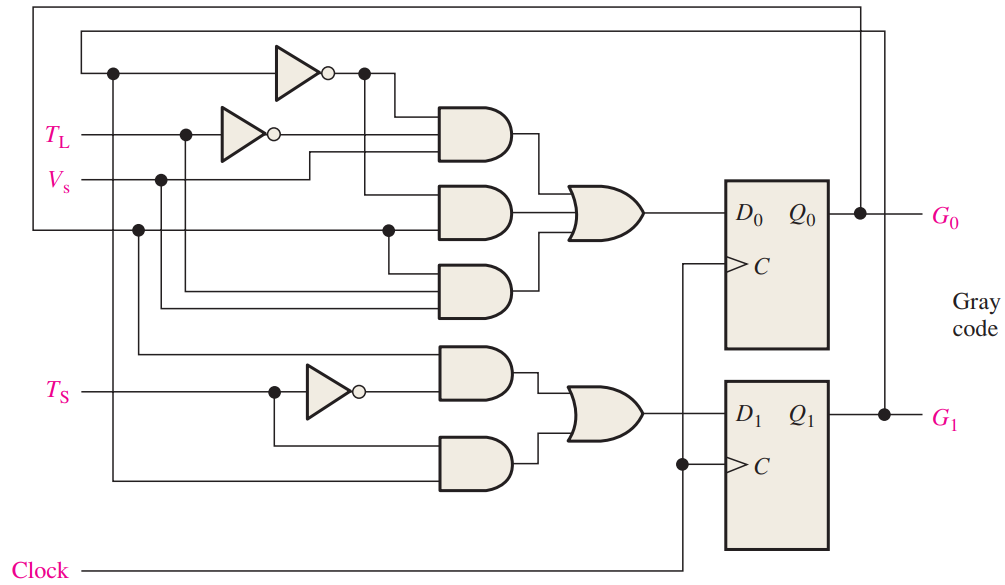 T_L
V_s
D_0 Q_0
G_0
C
Gray
code
T_S
D_1 Q_1
G_1
C
Clock